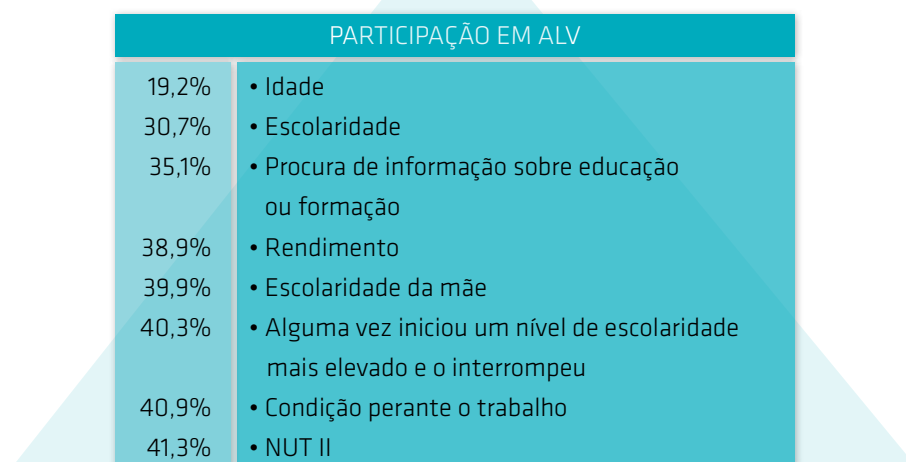 PARTICIPAÇÃO EM ALV
19,2% • Idade
30,7% • Escolaridade
35,1% • Procura de informação sobre educação
ou formação
38,9% • Rendimento
39,9% • Escolaridade da mãe
40,3% • Alguma vez iniciou um nível de escolaridade
mais elevado e o interrompeu
40,9% • Condição perante o trabalho
41,3% • NUT II